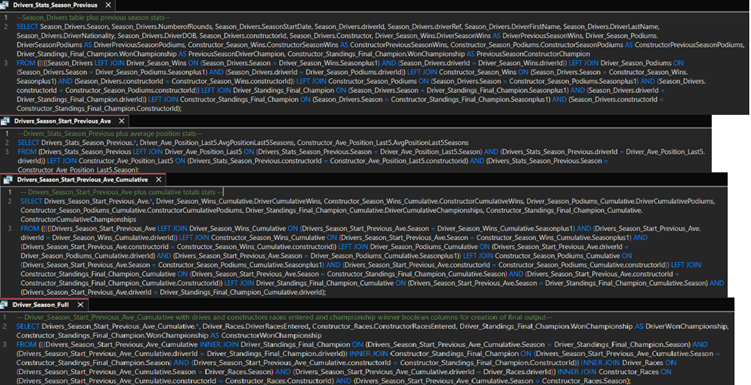 Drivers_Stats_Season_Previous X
1 --Season_Drivers table plus previous season stats--
2 SELECT Season_Drivers.Season, Season_Drivers.NumberofRounds, Season_Drivers.SeasonStartDate, Season_Drivers.driverId, Season_Drivers.driverRef, Season_Drivers.DriverFirstName, Season_Drivers.DriverLastName,
Season_Drivers.DriverNationality, Season_Drivers.DriverDOB, Season_Drivers.constructorId, Season_Drivers.Constructor, Driver_Season_Wins.DriverSeasonWins AS DriverPreviousSeasonWins, Driver_Season_Podiums.
DriverSeasonPodiums AS DriverPreviousSeasonPodiums, Constructor_Season_Wins.ConstructorSeasonWins AS ConstructorPreviousSeasonWins, Constructor_Season_Podiums.ConstructorSeasonPodiums AS ConstructorPreviousSeasonPodiums,
Driver_Standings_Final_Champion.WonChampionship AS PreviousSeasonDriverChampion, Constructor_Standings_Final_Champion.WonChampionship AS PreviousSeasonConstructorChampion
3 FROM (((((Season_Drivers LEFT JOIN Driver_Season_Wins ON (Season_Drivers.Season = Driver_Season_Wins.Seasonplus1) AND (Season_Drivers.driverId = Driver_Season_Wins.driverId)) LEFT JOIN Driver_Season_Podiums ON
(Season_Drivers.Season = Driver_Season_Podiums.Seasonplus1) AND (Season_Drivers.driverId = Driver_Season_Podiums.driverId)) LEFT JOIN Constructor_Season_Wins ON (Season_Drivers.Season = Constructor_Season_Wins.
Seasonplus1) AND (Season_Drivers.constructorId = Constructor_Season_Wins.constructorId)) LEFT JOIN Constructor_Season_Podiums ON (Season_Drivers.Season = Constructor_Season_Podiums.Seasonplus1) AND (Season_Drivers.
constructorId = Constructor_Season_Podiums.constructorId)) LEFT JOIN Driver_Standings_Final_Champion ON (Season_Drivers.Season = Driver_Standings_Final_Champion.Seasonplus1) AND (Season_Drivers.driverId =
Driver_Standings_Final_Champion.driverId)) LEFT JOIN Constructor_Standings_Final_Champion ON (Season_Drivers.Season = Constructor_Standings_Final_Champion.Seasonplus1) AND (Season_Drivers.constructorId =
Constructor_Standings_Final_Champion.ConstructorId);
Drivers_Season_Start_Previous_Ave X
1 --Drivers_Stats_Season_Previous plus average position stats--
2 SELECT Drivers_Stats_Season_Previous.*, Driver_Ave_Position_Last5.AvgPositionLast5Seasons, Constructor_Ave_Position_Last5.AvgPositionLast5Seasons
3 FROM (Drivers_Stats_Season_Previous LEFT JOIN Driver_Ave_Position_Last5 ON (Drivers_Stats_Season_Previous.Season = Driver_Ave_Position_Last5.Season) AND (Drivers_Stats_Season_Previous.driverId = Driver_Ave_Position_Last5.
driverId)) LEFT JOIN Constructor_Ave_Position_Last5 ON (Drivers_Stats_Season_Previous.constructorId = Constructor_Ave_Position_Last5.constructorId) AND (Drivers_Stats_Season_Previous.Season =
Constructor_Ave_Position_Last5.Season);
Drivers_Season_Start_Previous_Ave_Cumulative X
1 -- Drivers_Season_Start_Previous_Ave plus cumulative totals stats --
2 SELECT Drivers_Season_Start_Previous_Ave.*, Driver_Season_Wins_Cumulative.DriverCumulativeWins, Constructor_Season_Wins_Cumulative.ConstructorCumulativeWins, Driver_Season_Podiums_Cumulative.DriverCumulativePodiums,
Constructor_Season_Podiums_Cumulative.ConstructorCumulativePodiums, Driver_Standings_Final_Champion_Cumulative.DriverCumulativeChampionships, Constructor_Standings_Final_Champion_Cumulative.
ConstructorCumulativeChampionships
3 FROM (((((Drivers_Season_Start_Previous_Ave LEFT JOIN Driver_Season_Wins_Cumulative ON (Drivers_Season_Start_Previous_Ave.Season = Driver_Season_Wins_Cumulative.Seasonplus1) AND (Drivers_Season_Start_Previous_Ave.
driverId = Driver_Season_Wins_Cumulative.driverId)) LEFT JOIN Constructor_Season_Wins_Cumulative ON (Drivers_Season_Start_Previous_Ave.Season = Constructor_Season_Wins_Cumulative.Seasonplus1) AND
(Drivers_Season_Start_Previous_Ave.constructorId = Constructor_Season_Wins_Cumulative.constructorId)) LEFT JOIN Driver_Season_Podiums_Cumulative ON (Drivers_Season_Start_Previous_Ave.driverId =
Driver_Season_Podiums_Cumulative.driverId) AND (Drivers_Season_Start_Previous_Ave.Season = Driver_Season_Podiums_Cumulative.Seasonplus1)) LEFT JOIN Constructor_Season_Podiums_Cumulative ON
(Drivers_Season_Start_Previous_Ave.Season = Constructor_Season_Podiums_Cumulative.Seasonplus1) AND (Drivers_Season_Start_Previous_Ave.constructorId = Constructor_Season_Podiums_Cumulative.constructorId)) LEFT JOIN
Constructor_Standings_Final_Champion_Cumulative ON (Drivers_Season_Start_Previous_Ave.Season = Constructor_Standings_Final_Champion_Cumulative.Season) AND (Drivers_Season_Start_Previous_Ave.constructorId =
Constructor_Standings_Final_Champion_Cumulative.ConstructorId)) LEFT JOIN Driver_Standings_Final_Champion_Cumulative ON (Drivers_Season_Start_Previous_Ave.Season = Driver_Standings_Final_Champion_Cumulative.Season) AND
(Drivers_Season_Start_Previous_Ave.driverId = Driver_Standings_Final_Champion_Cumulative.driverId);
Driver_Season_Full X
1 -- Driver_Season_Start_Previous_Ave_Cumulative with drivers and constructors races entered and championship winner boolean columns for creation of final output--
2 SELECT Drivers_Season_Start_Previous_Ave_Cumulative.*, Driver_Races.DriverRacesEntered, Constructor_Races.ConstructorRacesEntered, Driver_Standings_Final_Champion.WonChampionship AS DriverWonChampionship,
Constructor_Standings_Final_Champion.WonChampionship AS ConstructorWonChampionship
3 FROM (((Drivers_Season_Start_Previous_Ave_Cumulative INNER JOIN Driver_Standings_Final_Champion ON (Drivers_Season_Start_Previous_Ave_Cumulative.Season = Driver_Standings_Final_Champion.Season) AND
(Drivers_Season_Start_Previous_Ave_Cumulative.driverId = Driver_Standings_Final_Champion.driverId)) INNER JOIN Constructor_Standings_Final_Champion ON (Drivers_Season_Start_Previous_Ave_Cumulative.Season =
Constructor_Standings_Final_Champion.Season) AND (Drivers_Season_Start_Previous_Ave_Cumulative.constructorId = Constructor_Standings_Final_Champion.ConstructorId)) INNER JOIN Driver_Races ON
(Drivers_Season_Start_Previous_Ave_Cumulative.Season = Driver_Races.Season) AND (Drivers_Season_Start_Previous_Ave_Cumulative.driverId = Driver_Races.driverId)) INNER JOIN Constructor_Races ON
(Drivers_Season_Start_Previous_Ave_Cumulative.constructorId = Constructor_Races.ConstructorId) AND (Drivers_Season_Start_Previous_Ave_Cumulative.Season = Constructor_Races.Season);